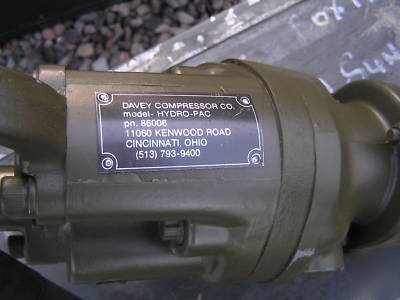 DAVEY COMPRESSOR CO.
model- HYDRO-PAC
pn. 86006
11060 KENWOOD ROAD
CINCINNATI, OHIO
(513) 793-9400